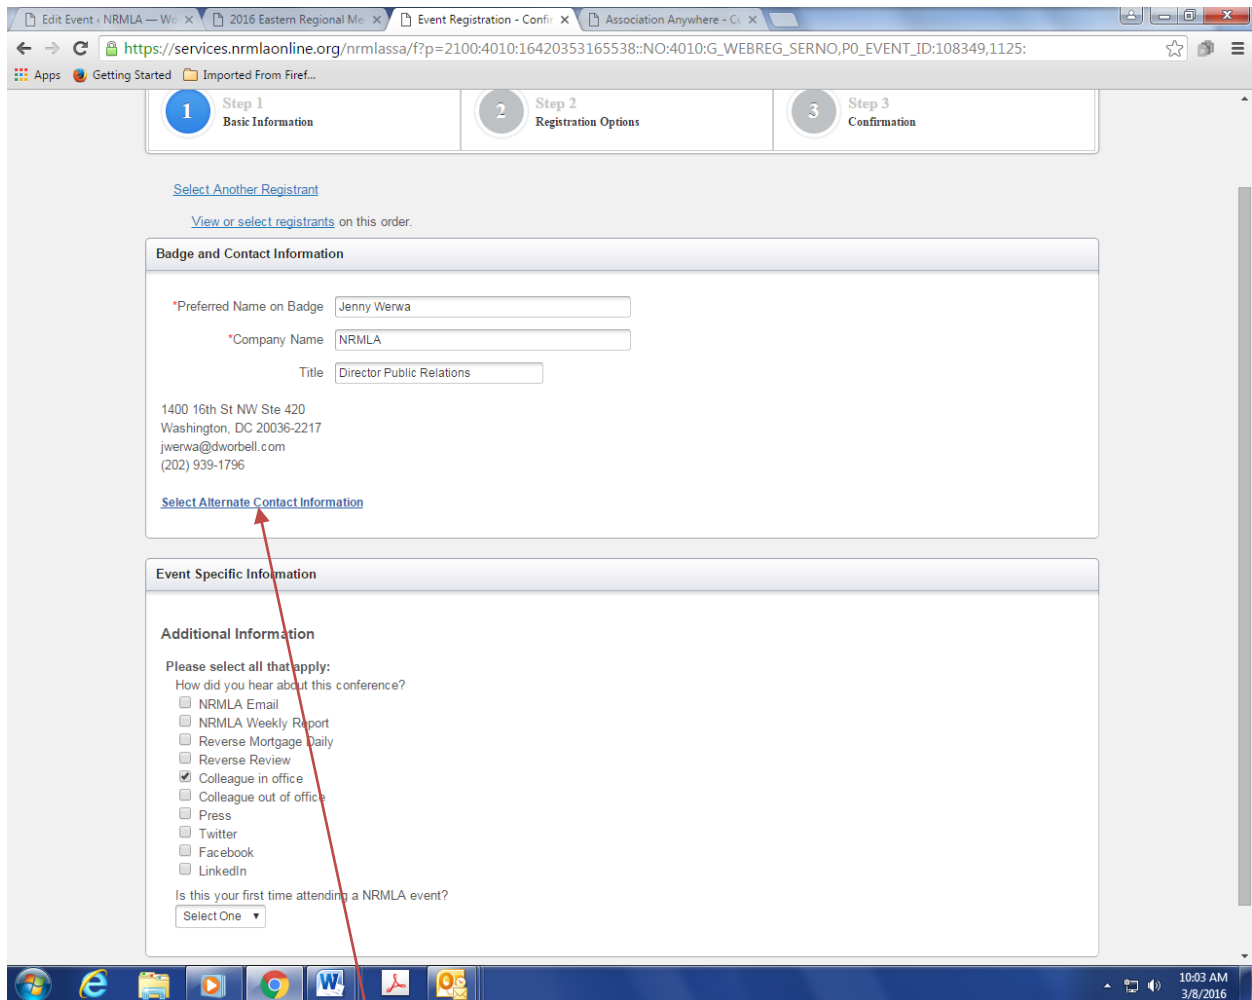 Edit Event ‹ NRMLA — Wo
2016 Eastern Regional Me
Event Registration - Confir
Association Anywhere - Cu
https://services.nrmlaonline.org/nrmlassa/f?p=2100:4010:16420353165538::NO:4010:G_WEBREG_SERNO,P0_EVENT_ID:108349,1125:
Apps Getting Started Imported From Firef...
1 Step 1
Basic Information
2 Step 2
Registration Options
3 Step 3
Confirmation
Select Another Registrant
View or select registrants on this order.
Badge and Contact Information
*Preferred Name on Badge Jenny Werwa
*Company Name NRMLA
Title Director Public Relations
1400 16th St NW Ste 420
Washington, DC 20036-2217
jwerwa@dworbell.com
(202) 939-1796
Select Alternate Contact Information
Event Specific Information
Additional Information
Please select all that apply:
How did you hear about this conference?
NRMLA Email
NRMLA Weekly Report
Reverse Mortgage Daily
Reverse Review
Colleague in office
Colleague out of office
Press
Twitter
Facebook
LinkedIn
Is this your first time attending a NRMLA event?
Select One
10:03 AM
3/8/2016